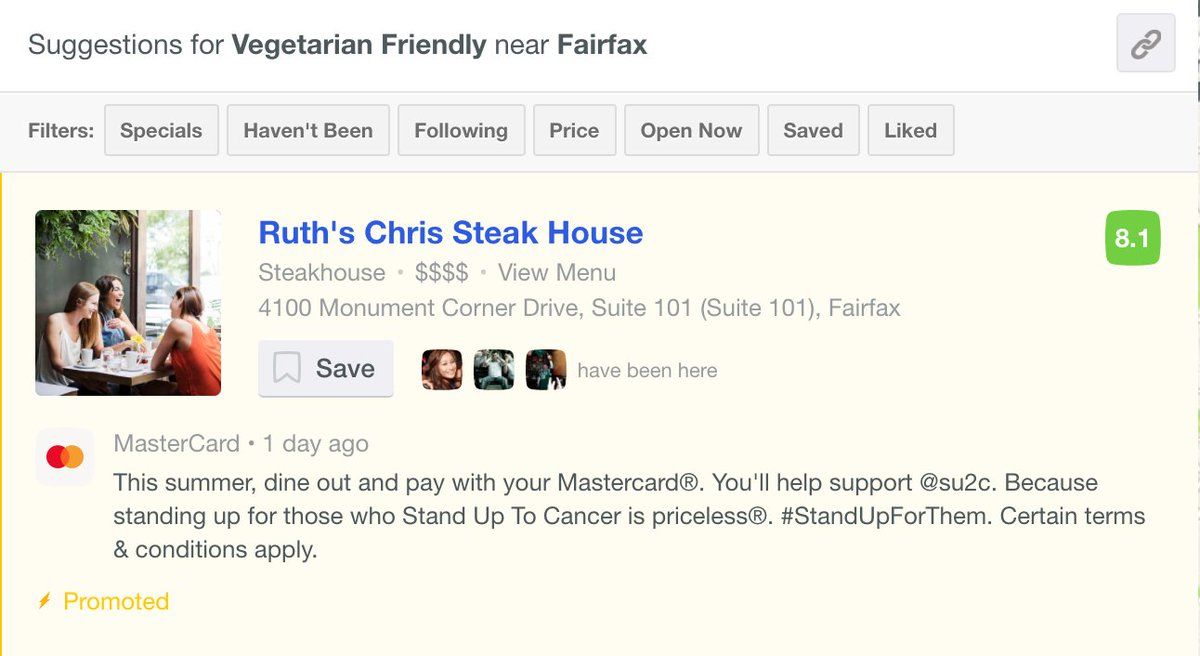 Suggestions for Vegetarian Friendly near Fairfax
Filters: Specials Haven't Been Following Price Open Now Saved Liked
Ruth's Chris Steak House
8.1
Steakhouse • $$$$ • View Menu
4100 Monument Corner Drive, Suite 101 (Suite 101), Fairfax
Save have been here
MasterCard • 1 day ago
This summer, dine out and pay with your Mastercard®. You'll help support @su2c. Because
standing up for those who Stand Up To Cancer is priceless®. #StandUpForThem. Certain terms
& conditions apply.
Promoted